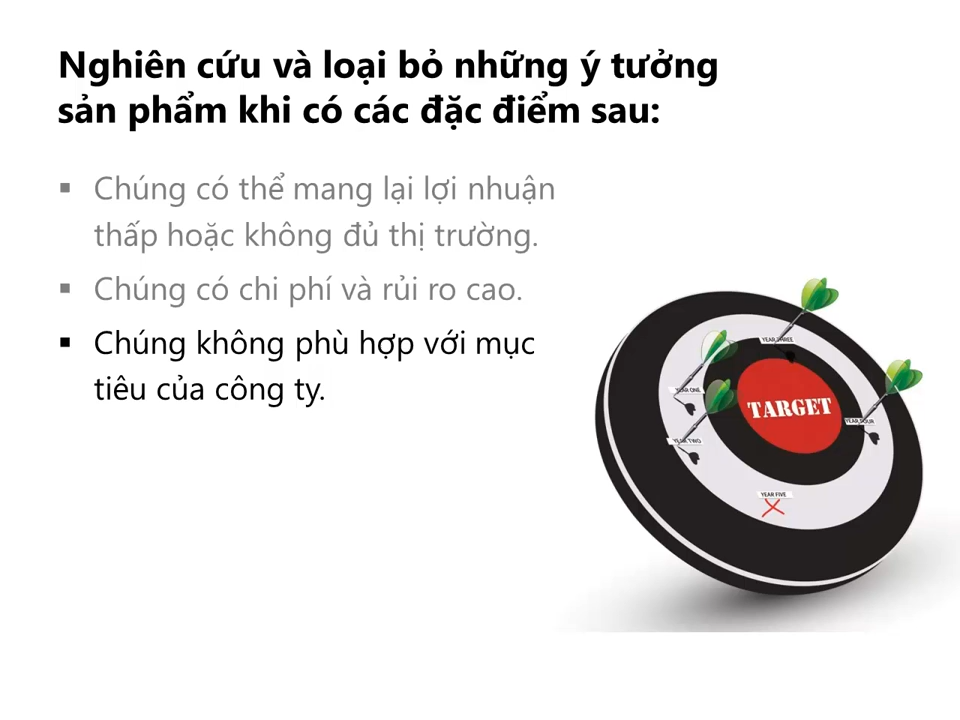 Nghiên cứu và loại bỏ những ý tưởng
sản phẩm khi có các đặc điểm sau:
▪ Chúng có thể mang lại lợi nhuận
thấp hoặc không đủ thị trường.
▪ Chúng có chi phí và rủi ro cao.
▪ Chúng không phù hợp với mục
tiêu của công ty.
YEAR THREE
YEAR ONE
TARGET
YEAR FOUR
YEAR TWO
YEAR FIVE